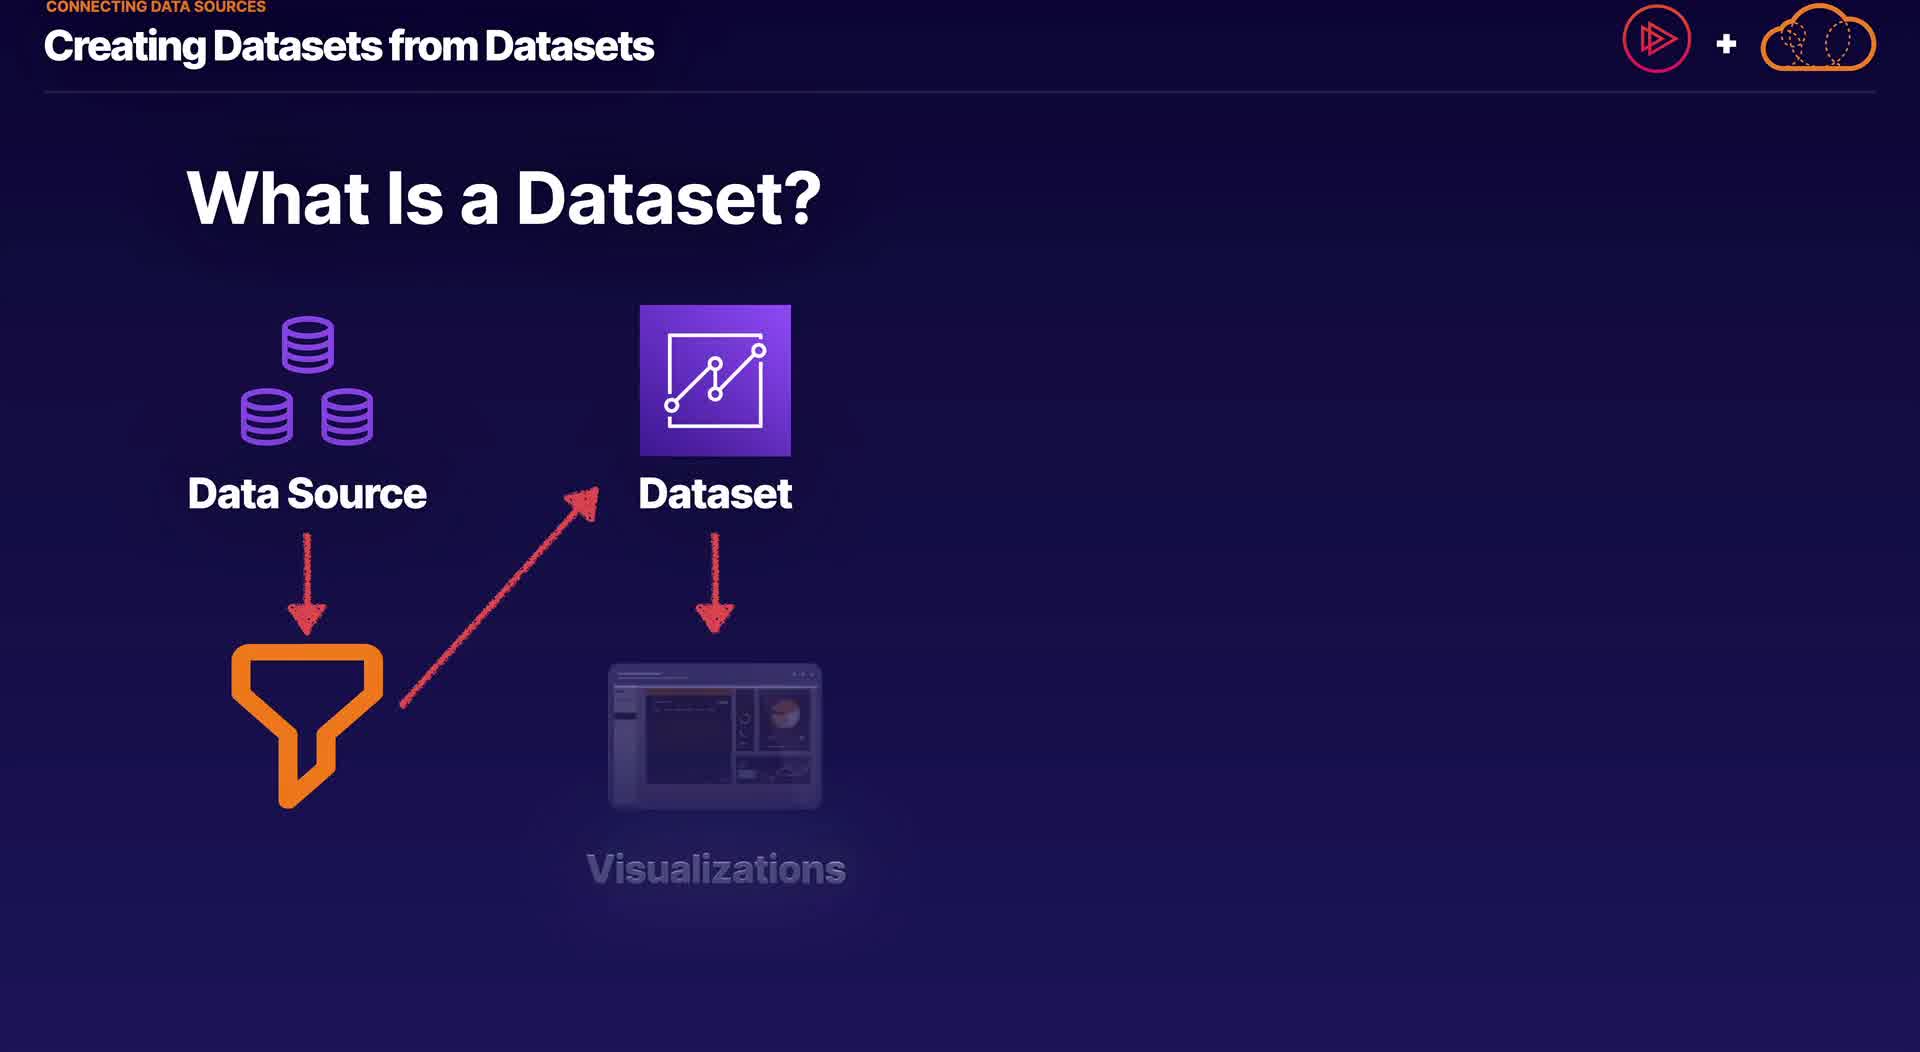 CONNECTING DATA SOURCES
Creating Datasets from Datasets
+
What Is a Dataset?
Data Source
Dataset
Visualizations